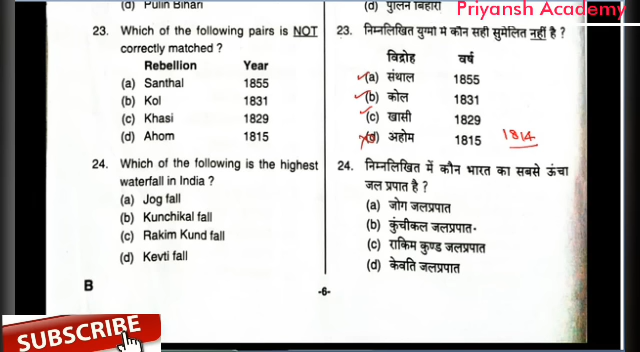 (d) Pulin Bihari
23. Which of the following pairs is NOT
correctly matched ?
Rebellion Year
(a) Santhal 1855
(b) Kol 1831
(c) Khasi 1829
(d) Ahom 1815
24. Which of the following is the highest
waterfall in India ?
(a) Jog fall
(b) Kunchikal fall
(c) Rakim Kund fall
(d) Kevti fall
B
-6-
(d) पुलिन बिहारी
Priyansh Academy
23. निम्नलिखित युग्मों में कौन सही सुमेलित नहीं है ?
विद्रोह वर्ष
(a) संथाल 1855
(b) कोल 1831
(c) खासी 1829
(d) अहोम 1815 1814
24. निम्नलिखित में कौन भारत का सबसे ऊंचा
जल प्रपात है ?
(a) जोग जलप्रपात
(b) कुंचीकल जलप्रपात
(c) राकिम कुण्ड जलप्रपात
(d) केवति जलप्रपात
SUBSCRIBE